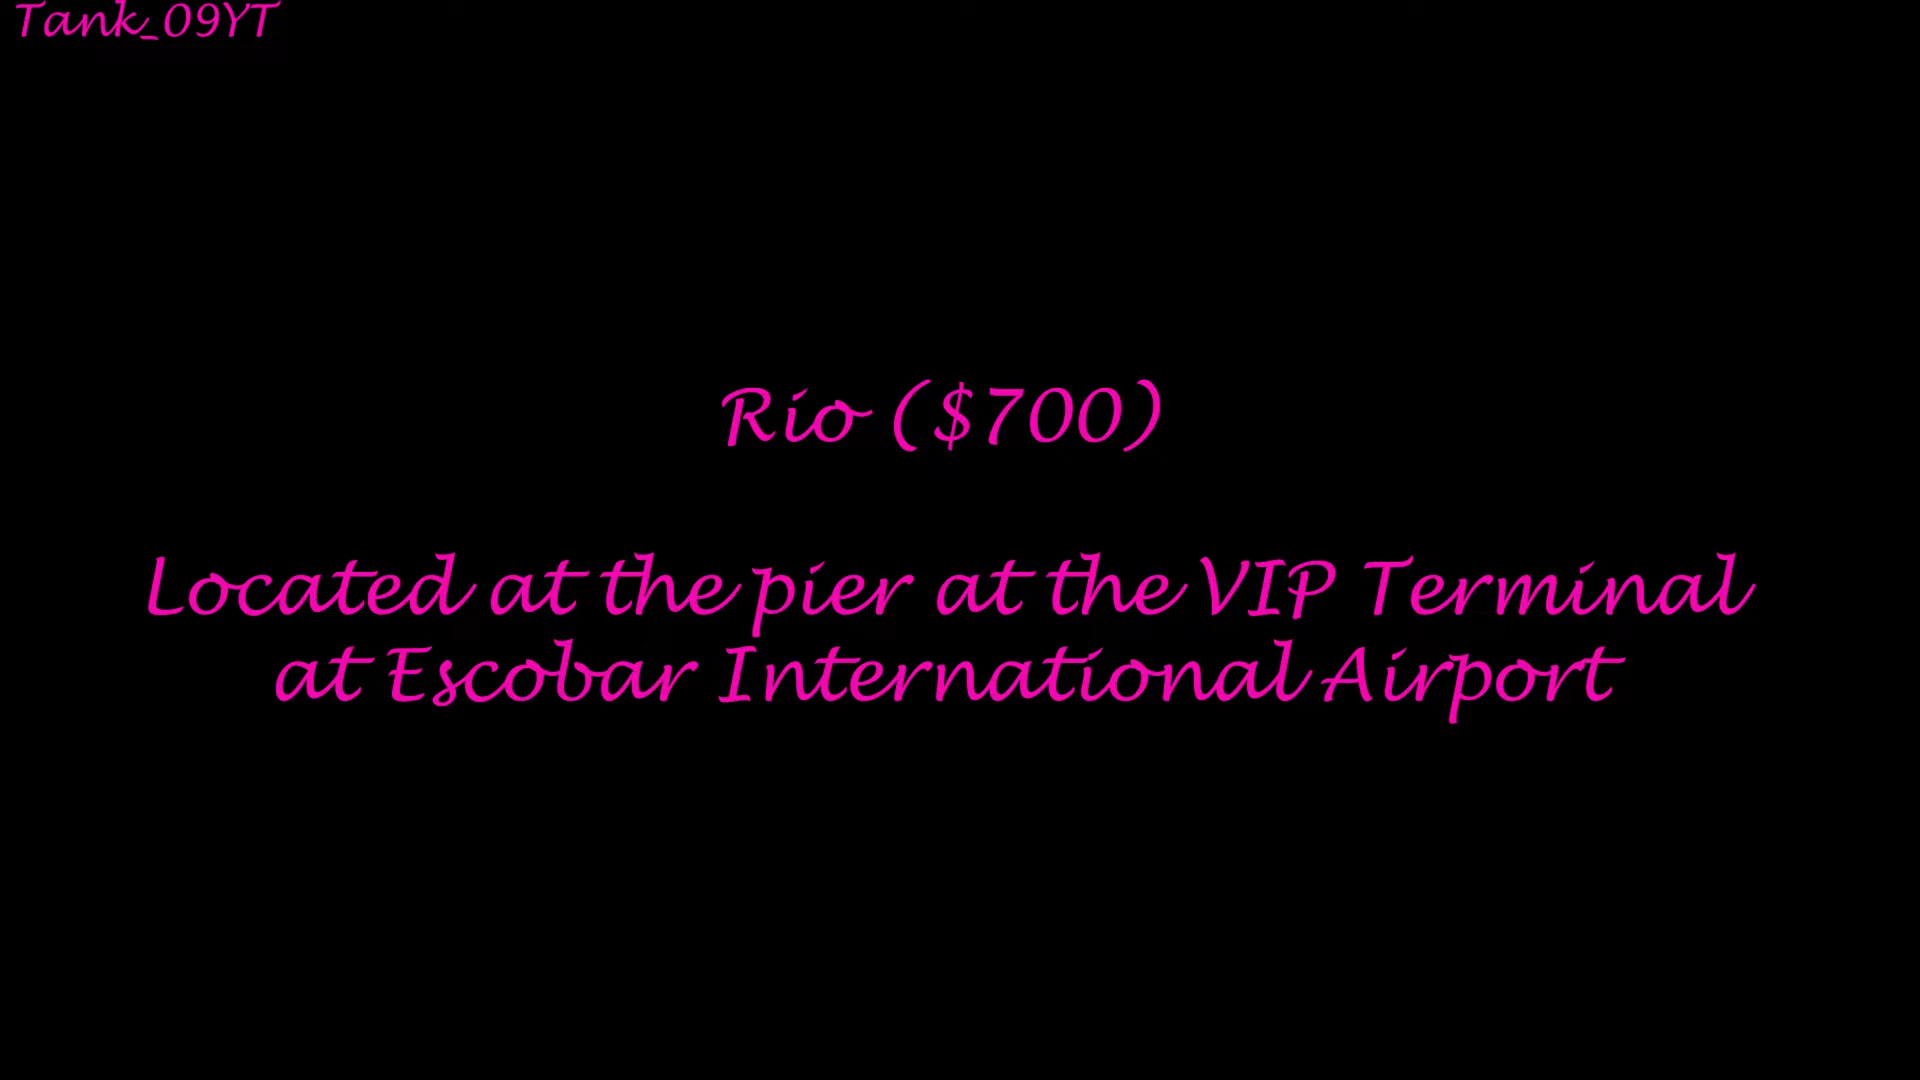 Tank_09YT
Rio ($700)
Located at the pier at the VIP Terminal
at Escobar International Airport